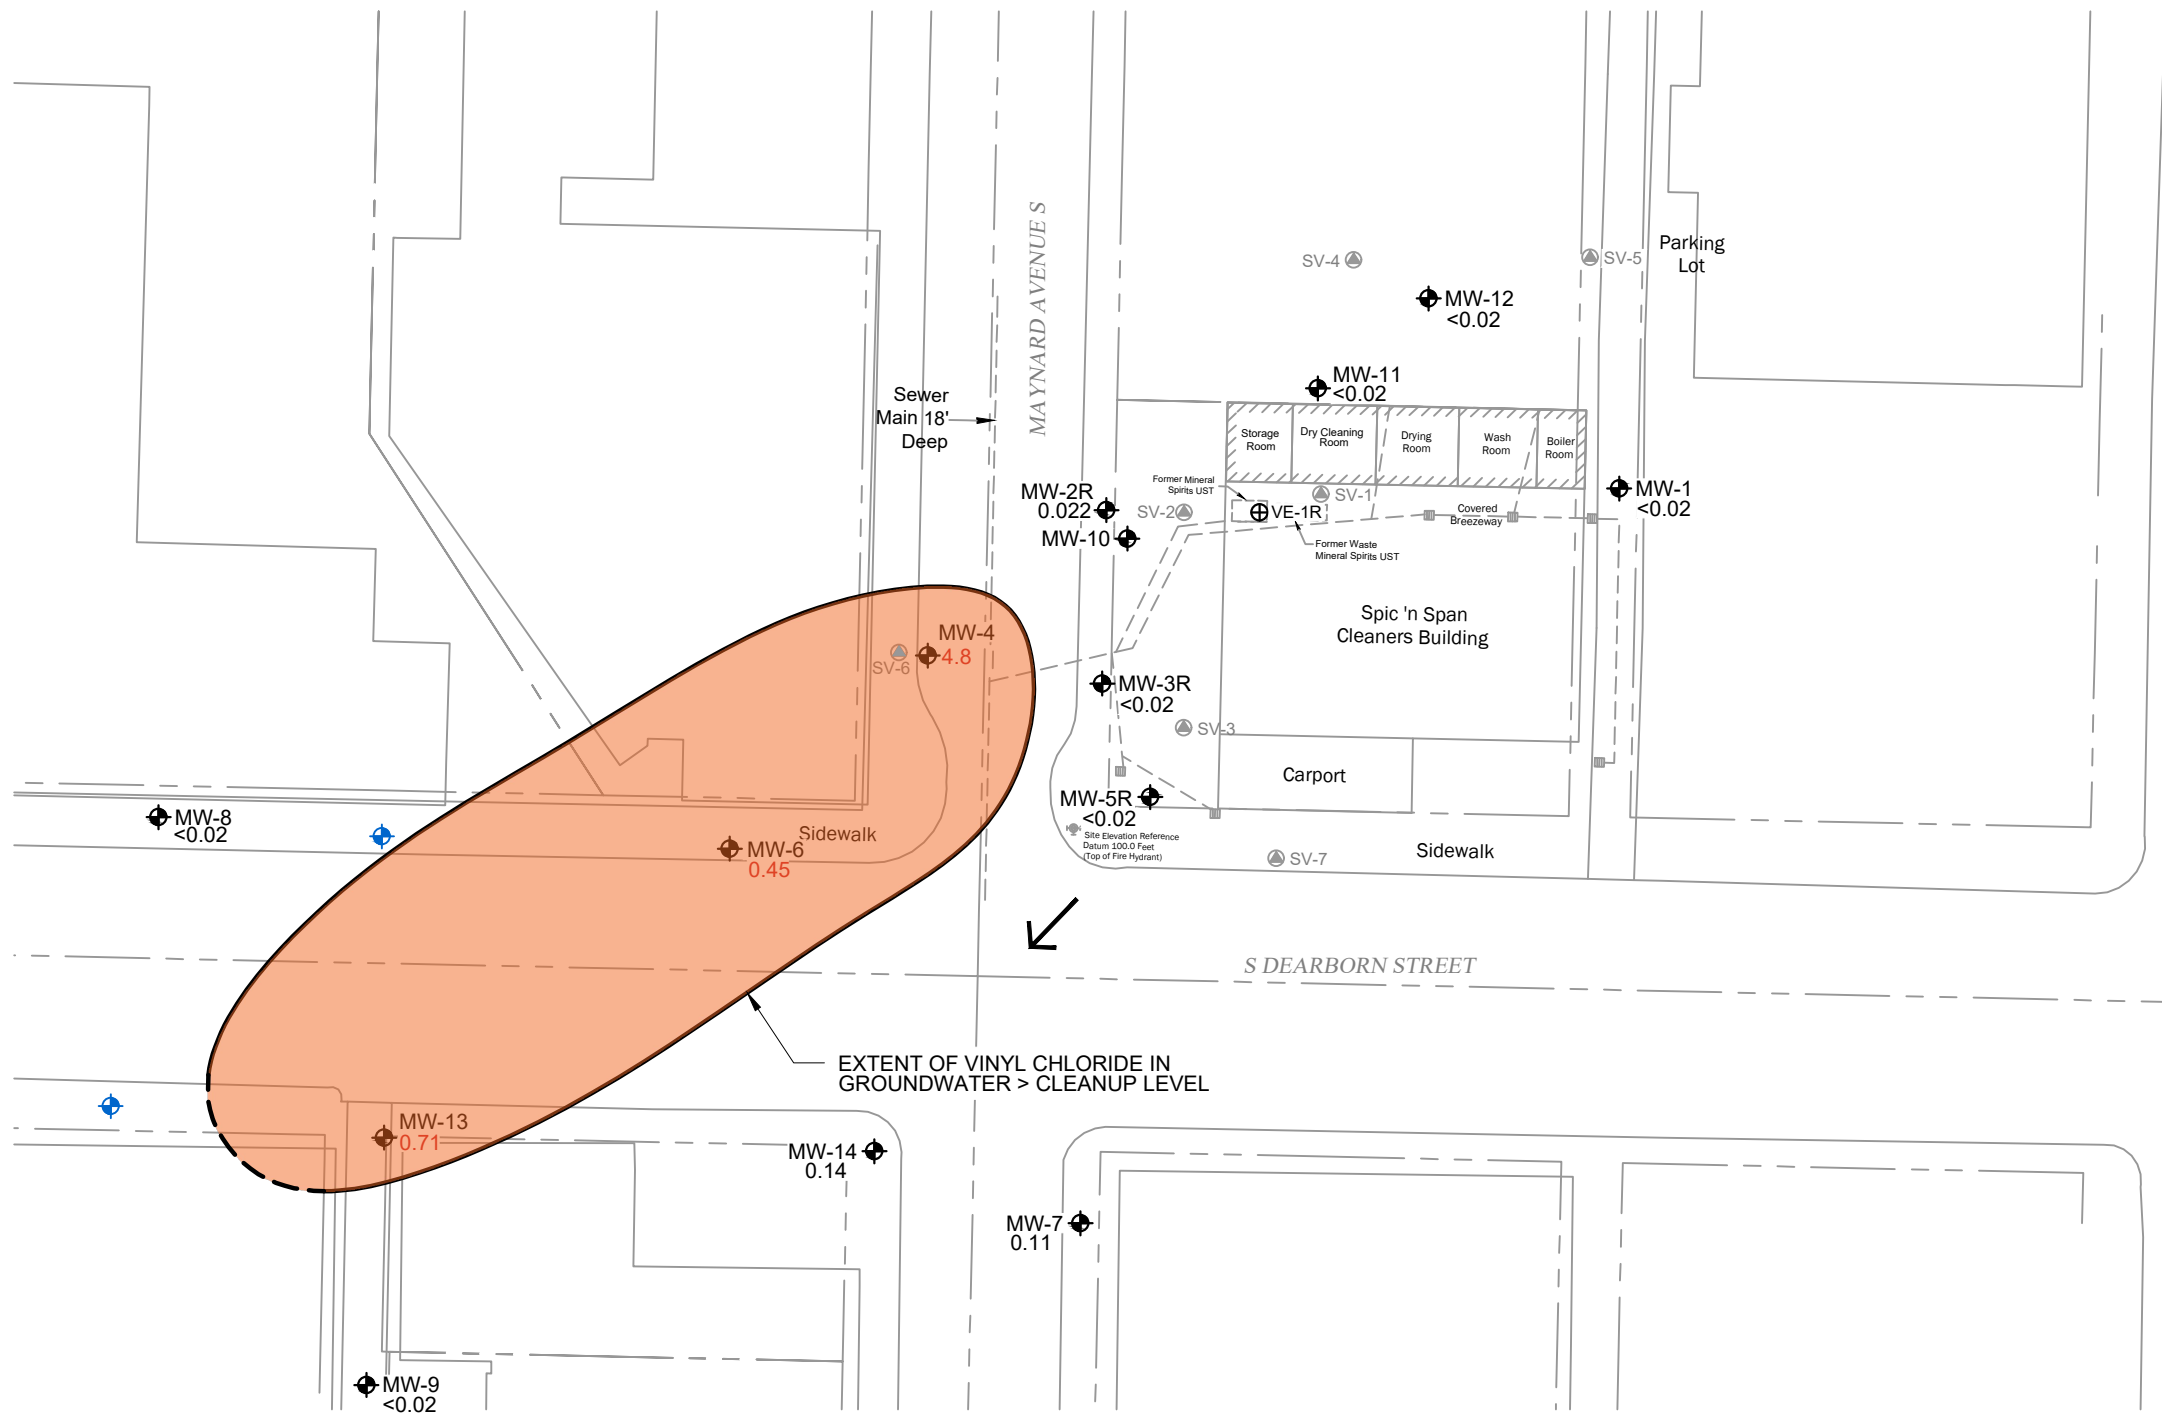 MAYNARD AVENUE S
SV-4
SV-5
Parking
Lot
MW-12
<0.02
MW-11
<0.02
Sewer
Main 18'
Deep
Storage
Room
Dry Cleaning
Room
Drying
Room
Wash
Room
Boiler
Room
Former Mineral
Spirits UST
SV-1
MW-2R
0.022
SV-2
VE-1R
Covered
Breezeway
MW-1
<0.02
MW-10
Former Waste
Mineral Spirits UST
Spic 'n Span
Cleaners Building
MW-4
4.8
SV-6
MW-3R
<0.02
SV-3
Carport
MW-5R
<0.02
Site Elevation Reference
Datum 100.0 Feet
(Top of Fire Hydrant)
SV-7
Sidewalk
MW-8
<0.02
Sidewalk
MW-6
0.45
S DEARBORN STREET
EXTENT OF VINYL CHLORIDE IN
GROUNDWATER > CLEANUP LEVEL
MW-13
0.71
MW-14
0.14
MW-7
0.11
MW-9
<0.02